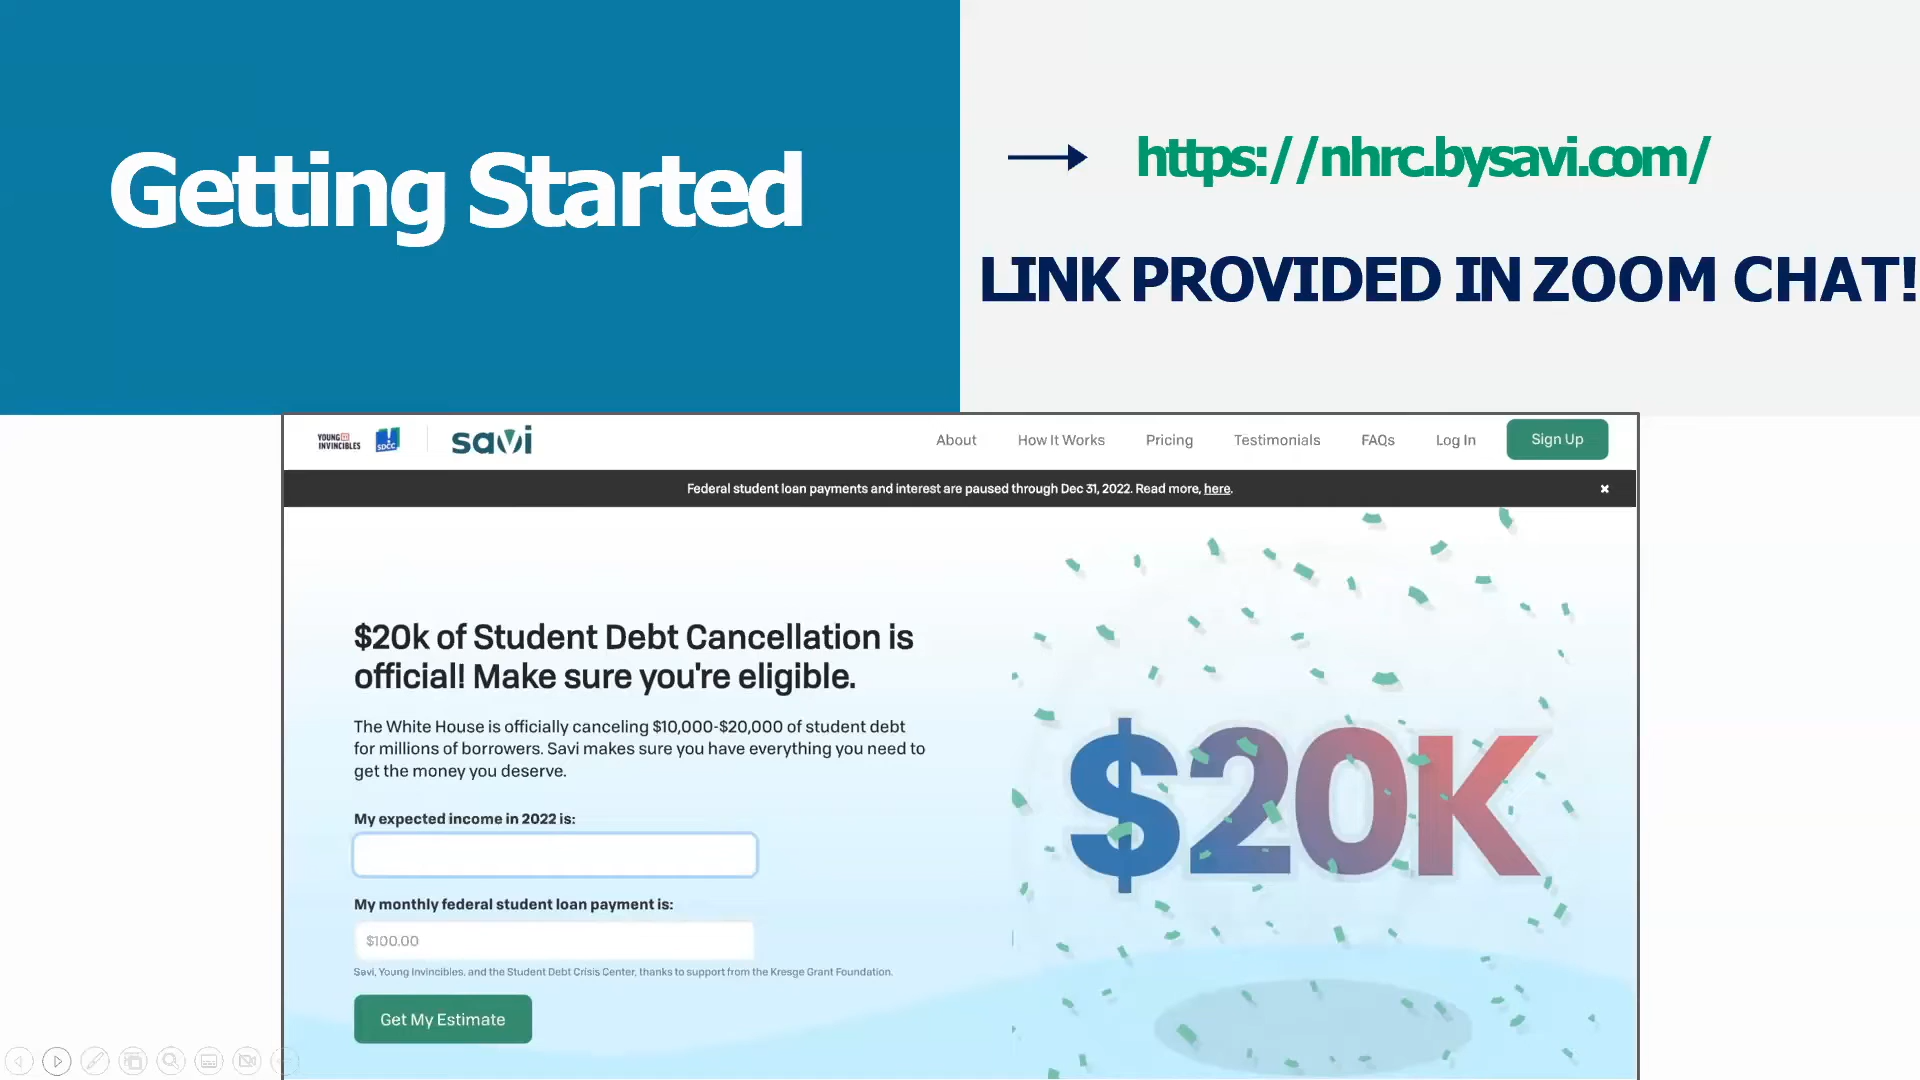 Getting Started
https://nhrc.bysavi.com/
LINK PROVIDED IN ZOOM CHAT!
YOUNG INVINCIBLES
SDCC
savi
About
How It Works
Pricing
Testimonials
FAQs
Log In
Sign Up
Federal student loan payments and interest are paused through Dec 31, 2022. Read more, here.
$20k of Student Debt Cancellation is
official! Make sure you're eligible.
The White House is officially canceling $10,000-$20,000 of student debt
for millions of borrowers. Savi makes sure you have everything you need to
get the money you deserve.
My expected income in 2022 is:
My monthly federal student loan payment is:
$100.00
Savi, Young Invincibles, and the Student Debt Crisis Center, thanks to support from the Kresge Grant Foundation.
Get My Estimate
$20K